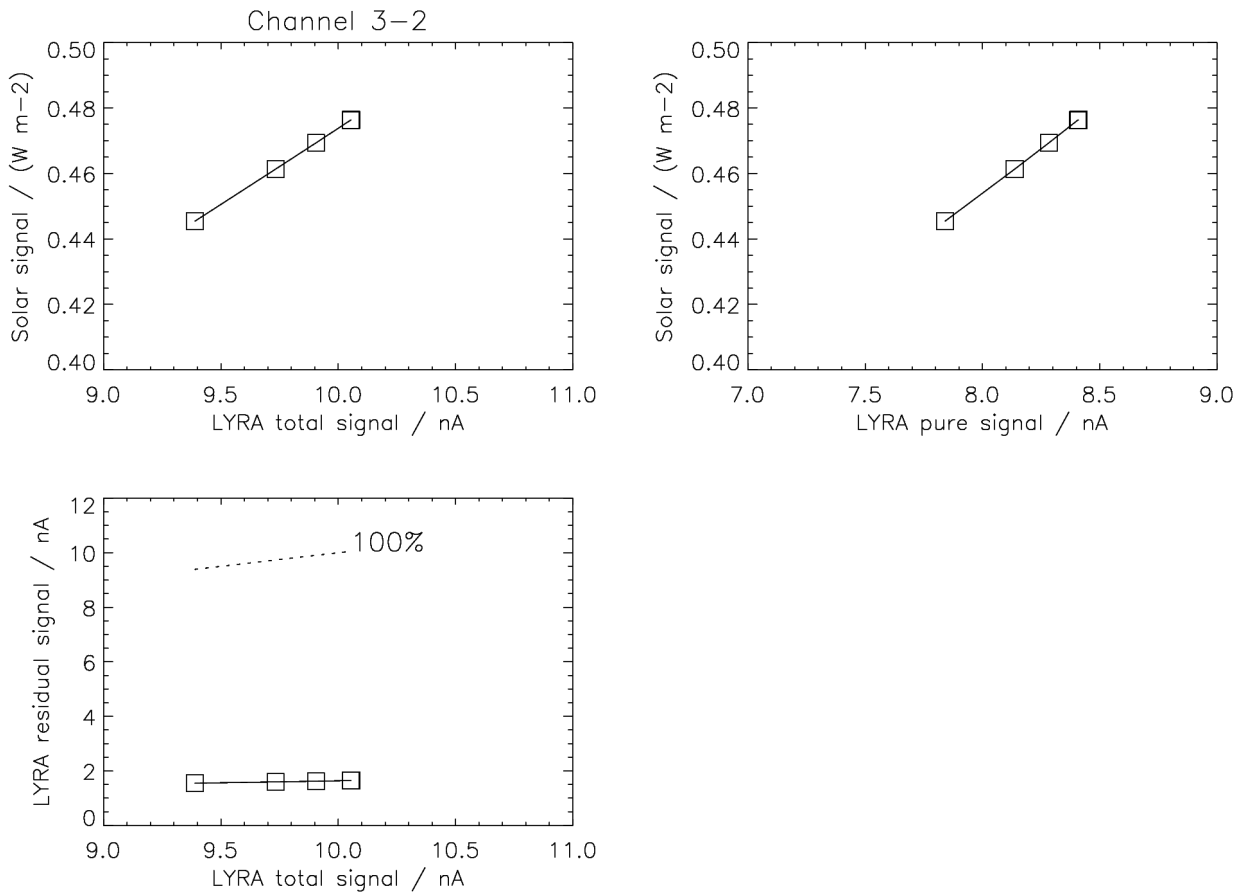 Channel 3-2
0.50
0.48
0.46
0.44
0.42
0.40
Solar signal / (W m-2)
9.0 9.5 10.0 10.5 11.0
LYRA total signal / nA
0.50
0.48
0.46
0.44
0.42
0.40
Solar signal / (W m-2)
7.0 7.5 8.0 8.5 9.0
LYRA pure signal / nA
12
10
8
6
4
2
0
LYRA residual signal / nA
100%
9.0 9.5 10.0 10.5 11.0
LYRA total signal / nA